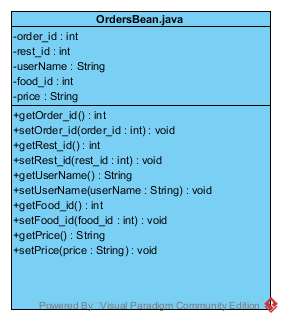 OrdersBean.java
-order_id : int
-rest_id : int
-userName : String
-food_id : int
-price : String
+getOrder_id() : int
+setOrder_id(order_id : int) : void
+getRest_id() : int
+setRest_id(rest_id : int) : void
+getUserName() : String
+setUserName(userName : String) : void
+getFood_id() : int
+setFood_id(food_id : int) : void
+getPrice() : String
+setPrice(price : String) : void
Powered By Visual Paradigm Community Edition